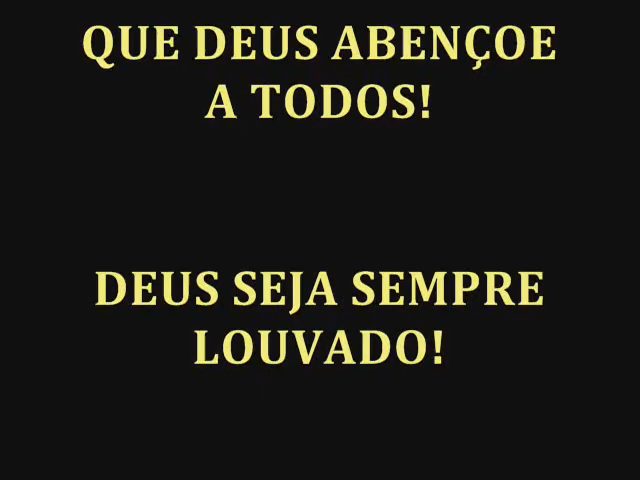 QUE DEUS ABENÇOE
A TODOS!
DEUS SEJA SEMPRE
LOUVADO!